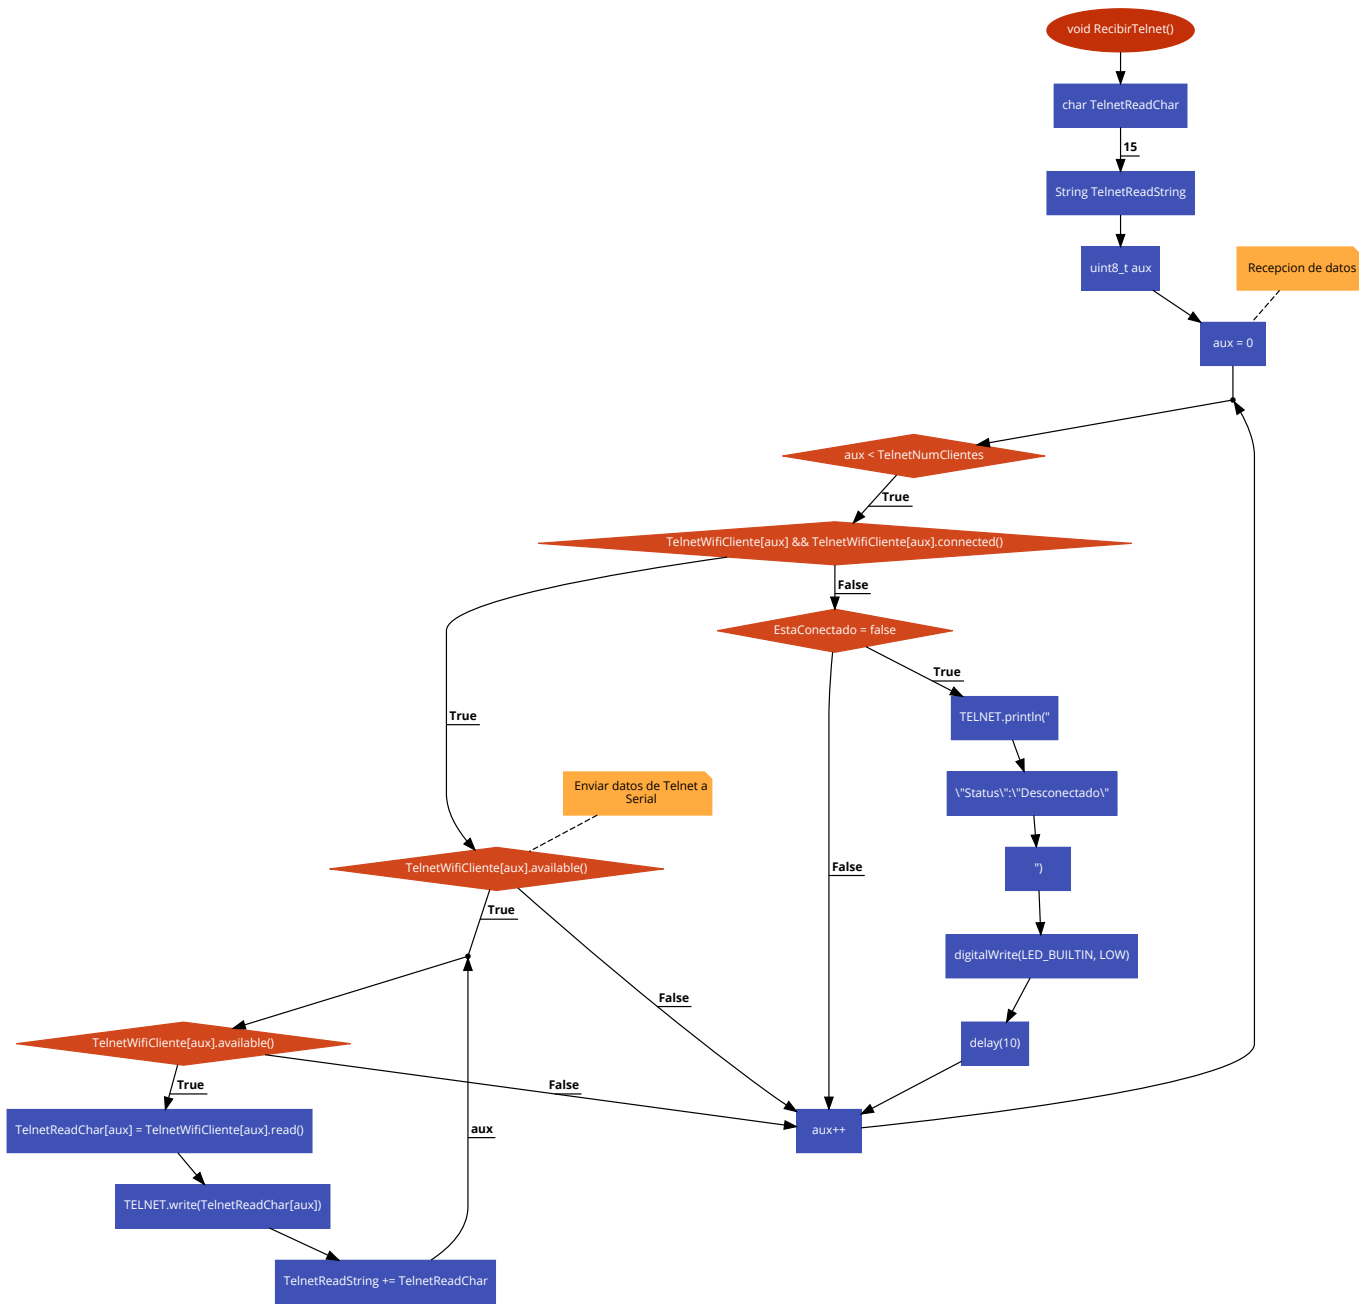 void RecibirTelnet()
char TelnetReadChar
15
String TelnetReadString
uint8_t aux
Recepcion de datos
aux = 0
aux < TelnetNumClientes
True
TelnetWifiCliente[aux] && TelnetWifiCliente[aux].connected()
False
EstaConectado = false
True
True
TELNET.println("
Enviar datos de Telnet a
Serial
\"Status\":\"Desconectado\"
TelnetWifiCliente[aux].available()
False
")
True
digitalWrite(LED_BUILTIN, LOW)
False
TelnetWifiCliente[aux].available()
delay(10)
True
False
TelnetReadChar[aux] = TelnetWifiCliente[aux].read()
aux
aux++
TELNET.write(TelnetReadChar[aux])
TelnetReadString += TelnetReadChar